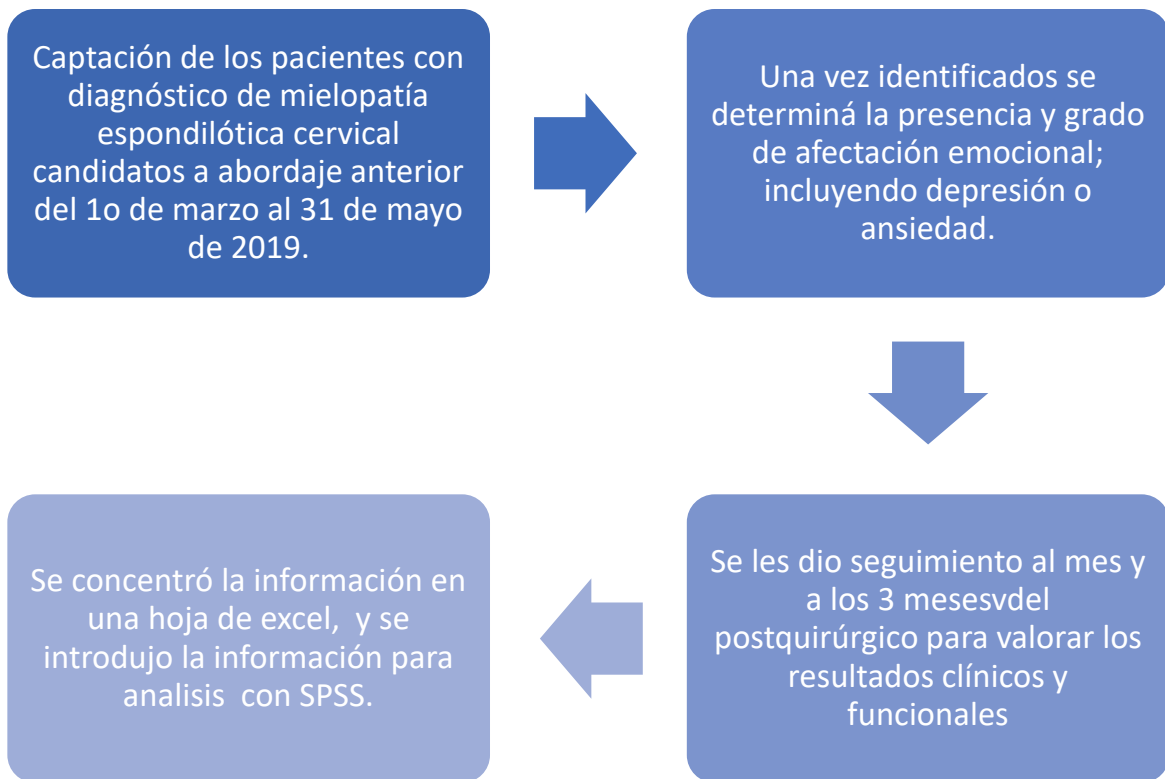 Captación de los pacientes con
diagnóstico de mielopatía
espondilótica cervical
candidatos a abordaje anterior
del 1o de marzo al 31 de mayo
de 2019.
Una vez identificados se
determiná la presencia y grado
de afectación emocional;
incluyendo depresión o
ansiedad.
Se les dio seguimiento al mes y
a los 3 mesesvdel
postquirúrgico para valorar los
resultados clínicos y
funcionales
Se concentró la información en
una hoja de excel,  y se
introdujo la información para
analisis  con SPSS.